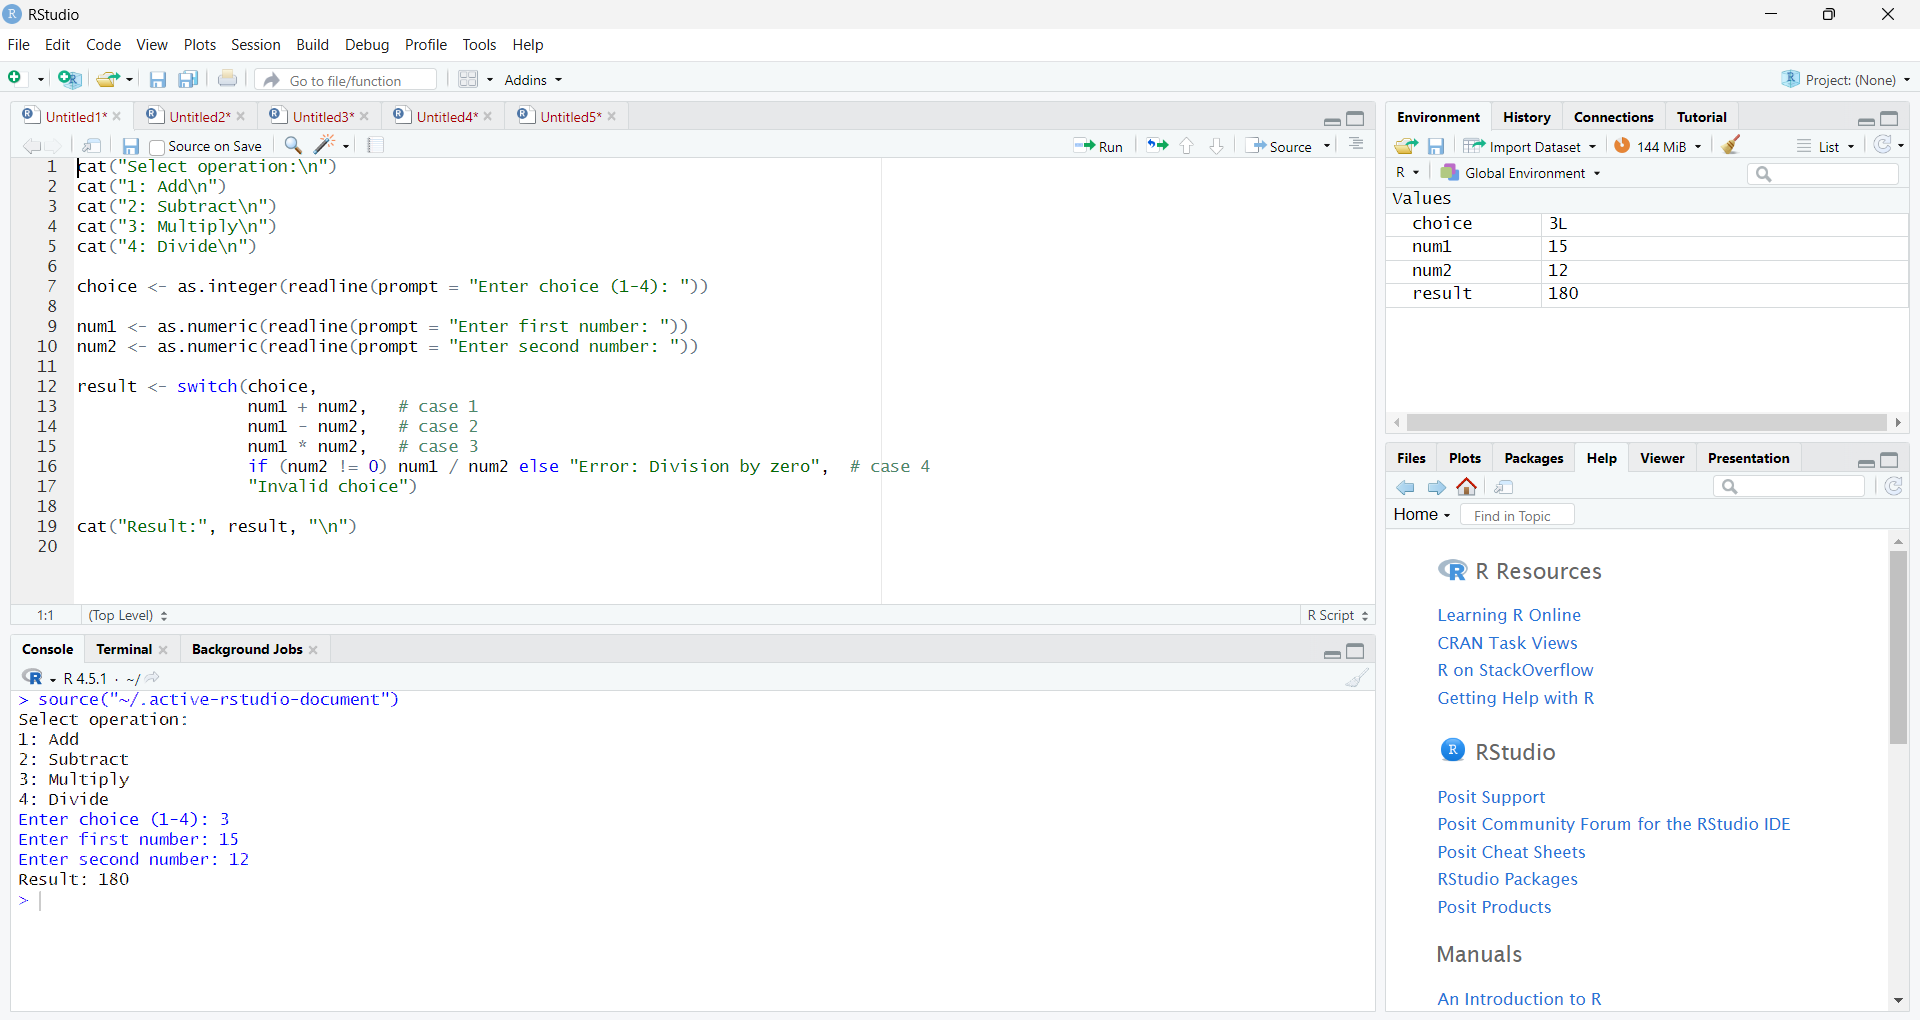 RStudio
File Edit Code View Plots Session Build Debug Profile Tools Help
Go to file/function Addins Project: (None)
Untitled1* Untitled2* Untitled3* Untitled4* Untitled5*
Source on Save Run Source
1 cat("Select operation:\n")
2 cat("1: Add\n")
3 cat("2: Subtract\n")
4 cat("3: Multiply\n")
5 cat("4: Divide\n")
6
7 choice <- as.integer(readline(prompt = "Enter choice (1-4): "))
8
9 num1 <- as.numeric(readline(prompt = "Enter first number: "))
10 num2 <- as.numeric(readline(prompt = "Enter second number: "))
11
12 result <- switch(choice,
13 num1 + num2, # case 1
14 num1 - num2, # case 2
15 num1 * num2, # case 3
16 if (num2 != 0) num1 / num2 else "Error: Division by zero", # case 4
17 "Invalid choice")
18
19 cat("Result:", result, "\n")
20
1:1 (Top Level) R Script
Console Terminal Background Jobs
R 4.5.1 · ~/
> source("~/.active-rstudio-document")
Select operation:
1: Add
2: Subtract
3: Multiply
4: Divide
Enter choice (1-4): 3
Enter first number: 15
Enter second number: 12
Result: 180
>
Environment History Connections Tutorial
Import Dataset 144 MiB List
R Global Environment
Values
choice 3L
num1 15
num2 12
result 180
Files Plots Packages Help Viewer Presentation
Home Find in Topic
R Resources
Learning R Online
CRAN Task Views
R on StackOverflow
Getting Help with R
RStudio
Posit Support
Posit Community Forum for the RStudio IDE
Posit Cheat Sheets
RStudio Packages
Posit Products
Manuals
An Introduction to R